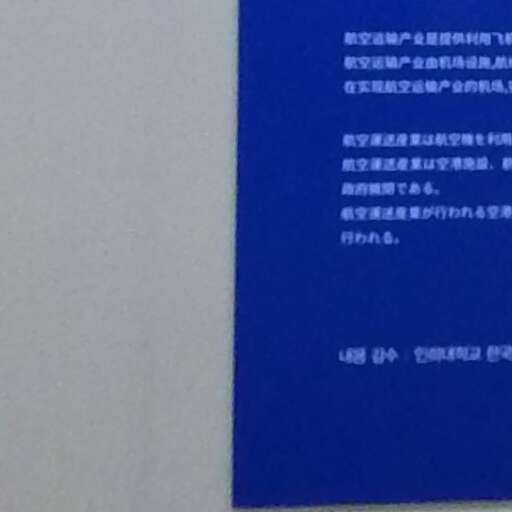 航空运输产业是提供利用飞机
航空运输产业由机场设施,航
在实现航空运输产业的机场,
航空運送産業は航空機を利用
航空運送産業は空港施設、
政府機関である。
航空運送産業が行われる空港
行われる。
내용 감수 인하대학교 한국